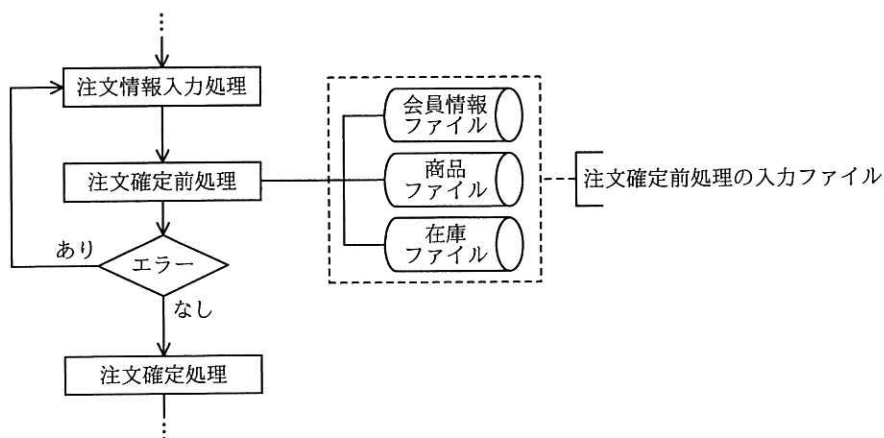 注文情報入力処理
会員情報
ファイル
注文確定前処理
商品
ファイル
注文確定前処理の入力ファイル
在庫
ファイル
あり
エラー
なし
注文確定処理